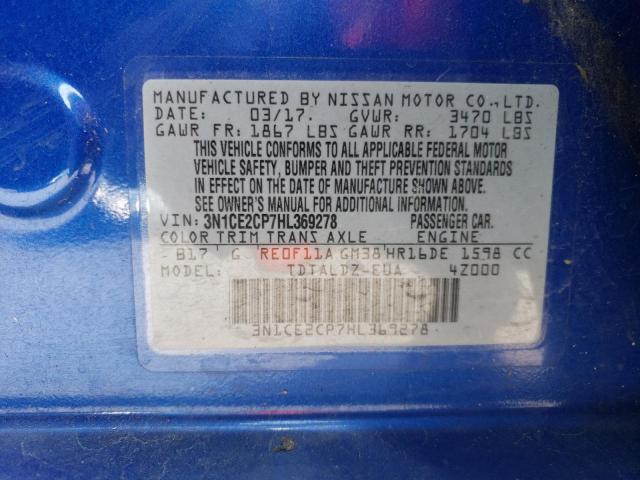 MANUFACTURED BY NISSAN MOTOR CO.,LTD.
DATE: 03/17. GVWR: 3470 LBS
GAWR FR: 1867 LBS GAWR RR: 1704 LBS
THIS VEHICLE CONFORMS TO ALL APPLICABLE FEDERAL MOTOR
VEHICLE SAFETY, BUMPER AND THEFT PREVENTION STANDARDS
IN EFFECT ON THE DATE OF MANUFACTURE SHOWN ABOVE.
SEE OWNER'S MANUAL FOR ADDITIONAL INFORMATION.
VIN: 3N1CE2CP7HL369278 PASSENGER CAR.
COLOR TRIM TRANS AXLE ENGINE
B17 G RE0F11A GM38 HR16DE 1598 CC
MODEL: TDTALDZ-EUA 4Z000
3N1CE2CP7HL369278